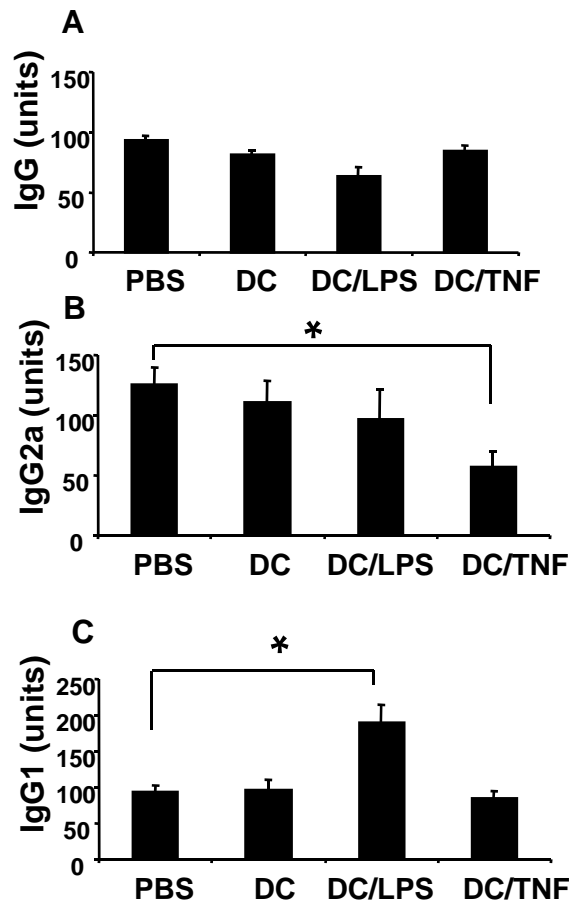 A
IgG (units)
150
100
50
0
PBS DC DC/LPS DC/TNF
B
*
IgG2a (units)
150
100
50
0
PBS DC DC/LPS DC/TNF
C
*
IgG1 (units)
250
200
150
100
50
0
PBS DC DC/LPS DC/TNF